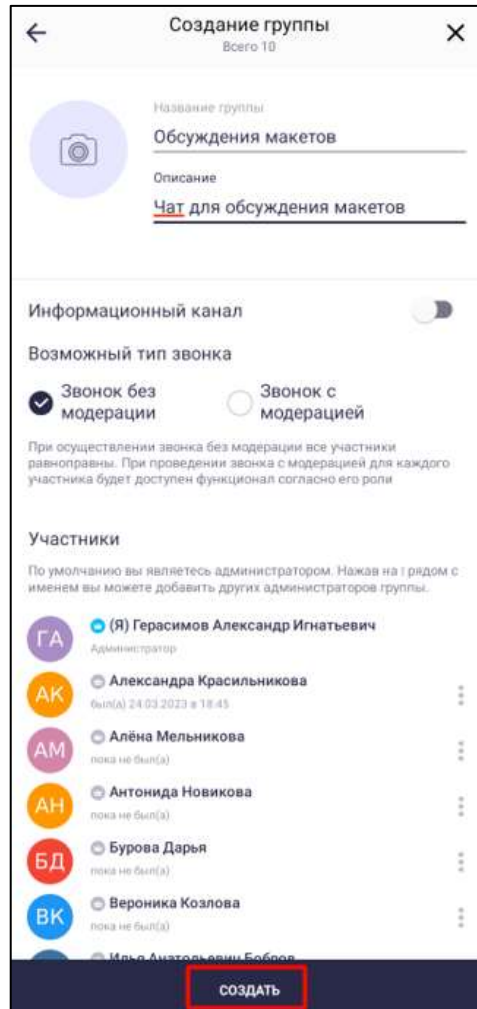 Создание группы
Всего 10
Название группы
Обсуждения макетов
Описание
Чат для обсуждения макетов
Информационный канал
Возможный тип звонка
Звонок без
модерации
Звонок с
модерацией
При осуществлении звонка без модерации все участники
равноправны. При проведении звонка с модерацией для каждого
участника будет доступен функционал согласно его роли
Участники
По умолчанию вы являетесь администратором. Нажав на ⁝ рядом с
именем вы можете добавить других администраторов группы.
ГА
(Я) Герасимов Александр Игнатьевич
Администратор
АК
Александра Красильникова
был(а) 24.03.2023 в 18:45
АМ
Алёна Мельникова
пока не был(а)
АН
Антонида Новикова
пока не был(а)
БД
Бурова Дарья
пока не был(а)
ВК
Вероника Козлова
пока не был(а)
Илья Анатольевич Бобров
СОЗДАТЬ